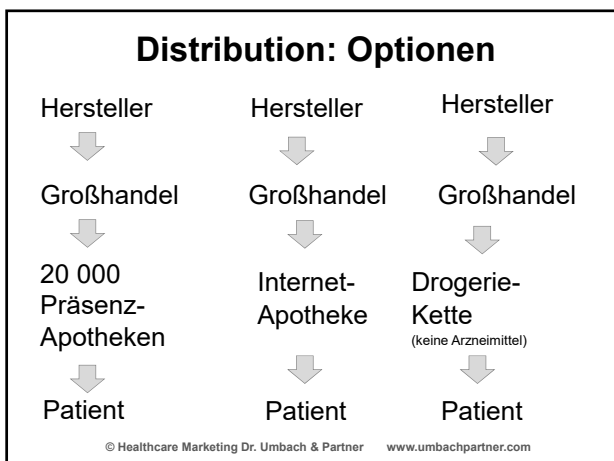 Distribution: Optionen
Hersteller
Großhandel
20 000
Präsenz-
Apotheken
Patient
Hersteller
Großhandel
Internet-
Apotheke
Patient
Hersteller
Großhandel
Drogerie-
Kette
(keine Arzneimittel)
Patient
© Healthcare Marketing Dr. Umbach & Partner www.umbachpartner.com